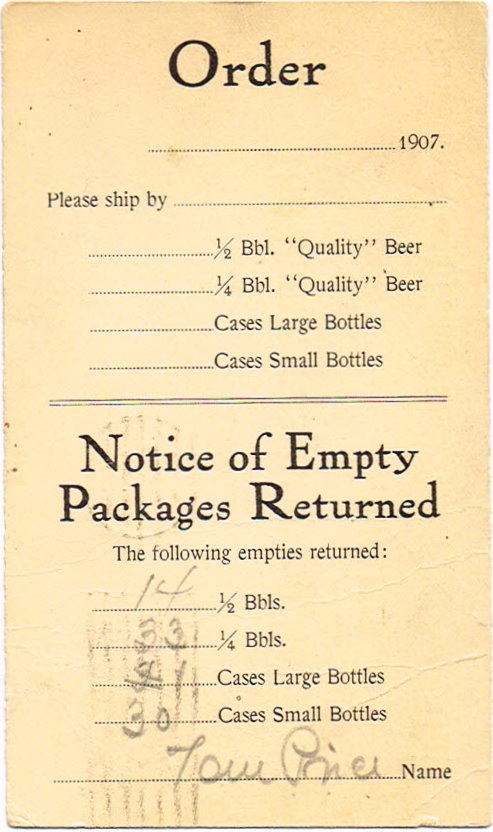 Order
1907.
Please ship by
½ Bbl. "Quality" Beer
¼ Bbl. "Quality" Beer
Cases Large Bottles
Cases Small Bottles
Notice of Empty
Packages Returned
The following empties returned:
14 ½ Bbls.
33 ¼ Bbls.
Cases Large Bottles
30 Cases Small Bottles
Tom Price Name